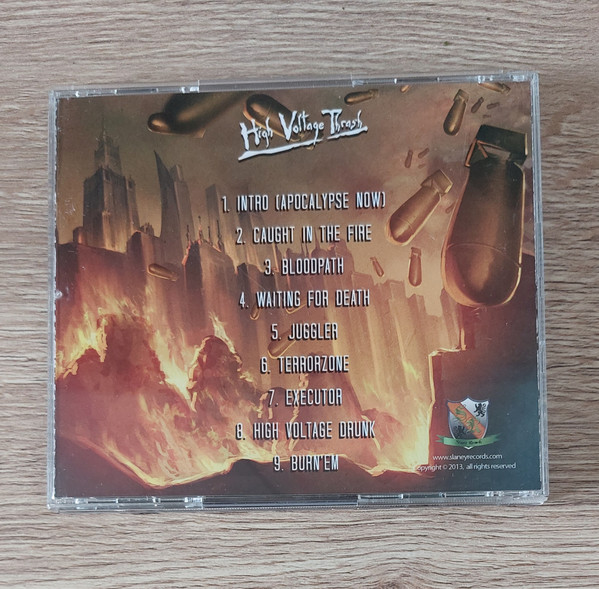 High Voltage Thrash
1. INTRO (APOCALYPSE NOW)
2. CAUGHT IN THE FIRE
3. BLOODPATH
4. WAITING FOR DEATH
5. JUGGLER
6. TERRORZONE
7. EXECUTOR
8. HIGH VOLTAGE DRUNK
9. BURN'EM
www.slaneyrecords.com
copyright © 2013, all rights reserved